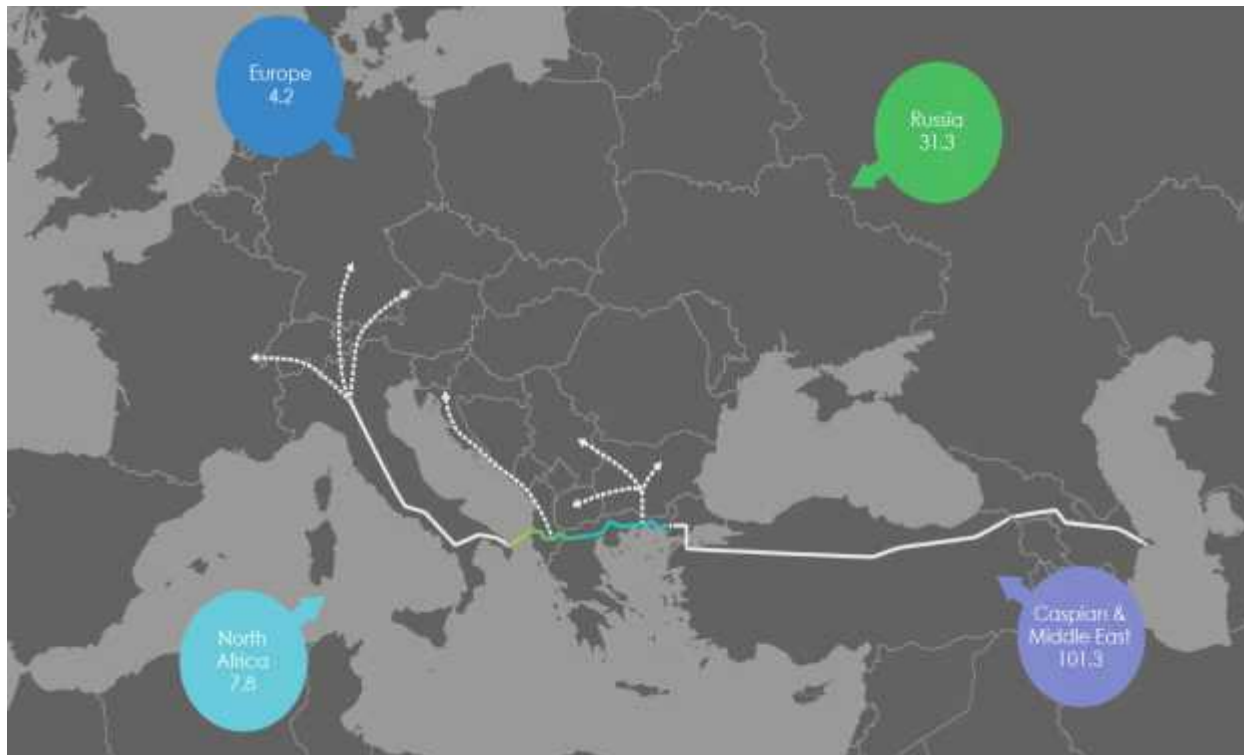 Europe
4.2
Russia
31.3
North
Africa
7.8
Caspian &
Middle East
101.3